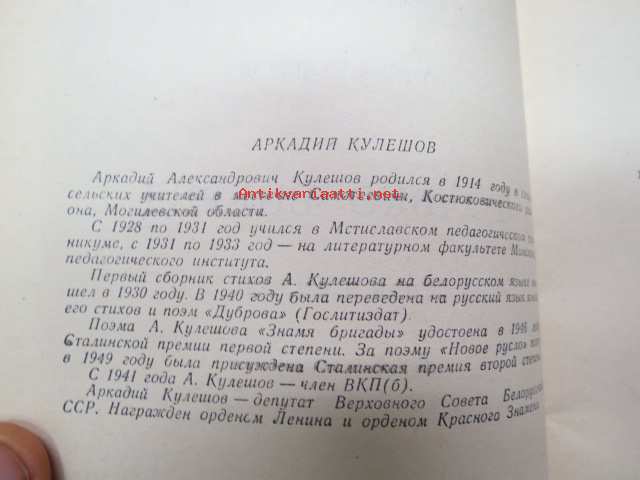 АРКАДИЙ КУЛЕШОВ
Аркадий Александрович Кулешов родился в 1914 году в
сельских учителей в
AntikvariCaatti.net
Костюковичского
она, Могилевской области.
С 1928 по 1931 год учился в Мстиславском педагогическом
никуме, с 1931 по 1933 год — на литературном факультете
педагогического института.
Первый сборник стихов А. Кулешова на белорусском языке
шел в 1930 году. В 1940 году была переведена на русский язык
его стихов и поэм «Дуброва» (Гослитиздат).
Поэма А. Кулешова «Знамя бригады» удостоена в 1946
Сталинской премии первой степени. За поэму «Новое русло»
в 1949 году была присуждена Сталинская премия второй
С 1941 года А. Кулешов — член ВКП(б).
Аркадий Кулешов — депутат Верховного Совета
ССР. Награжден орденом Ленина и орденом Красного